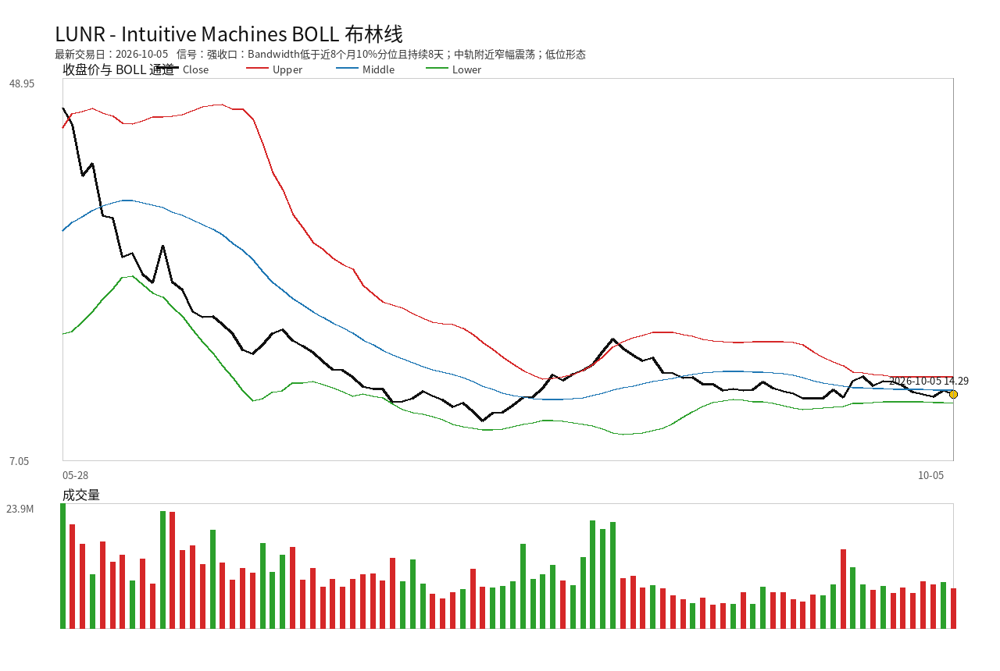 LUNR - Intuitive Machines BOLL 布林线
最新交易日：2026-10-05 信号：强收口：Bandwidth低于近8个月10%分位且持续8天；中轨附近窄幅震荡；低位形态
收盘价与 BOLL 通道 Close Upper Middle Lower
48.95
2026-10-05 14.29
7.05
05-28 10-05
成交量
23.9M